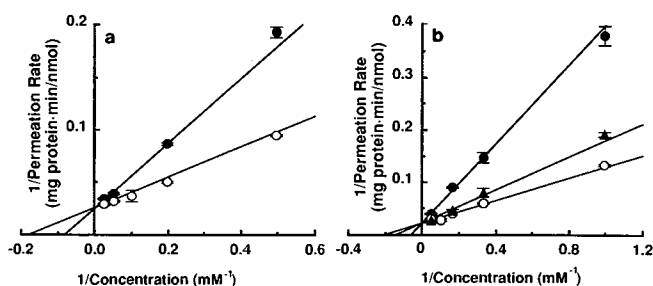 a
0.2
0.1
0.0
0.2
0.4
0.6
1/Permeation Rate
(mg protein·min/nmol)
1/Concentration (mM⁻¹)
b
0.4
0.3
0.2
0.1
-0.4
0
0.4
0.8
1.2
1/Permeation Rate
(mg protein·min/nmol)
1/Concentration (mM⁻¹)